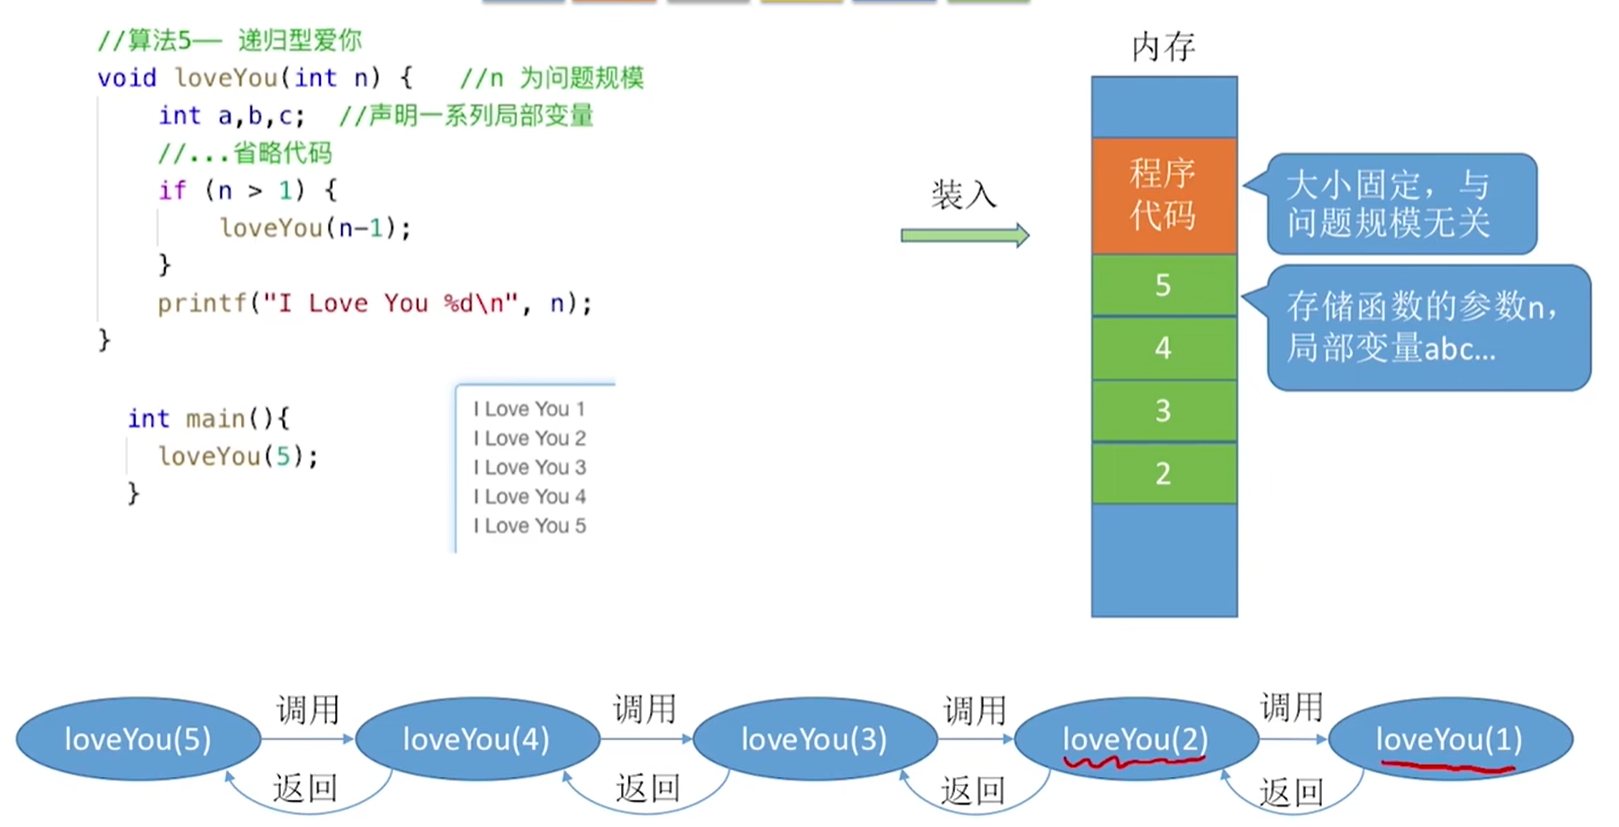 //算法5—— 递归型爱你
void loveYou(int n) {   //n 为问题规模
int a,b,c;  //声明一系列局部变量
//...省略代码
if (n > 1) {
loveYou(n-1);
}
printf("I Love You %d\n", n);
}
int main(){
loveYou(5);
}
I Love You 1
I Love You 2
I Love You 3
I Love You 4
I Love You 5
装入
内存
程序
代码
5
4
3
2
大小固定，与
问题规模无关
存储函数的参数n，
局部变量abc…
loveYou(5)
调用
返回
loveYou(4)
调用
返回
loveYou(3)
调用
返回
loveYou(2)
调用
返回
loveYou(1)